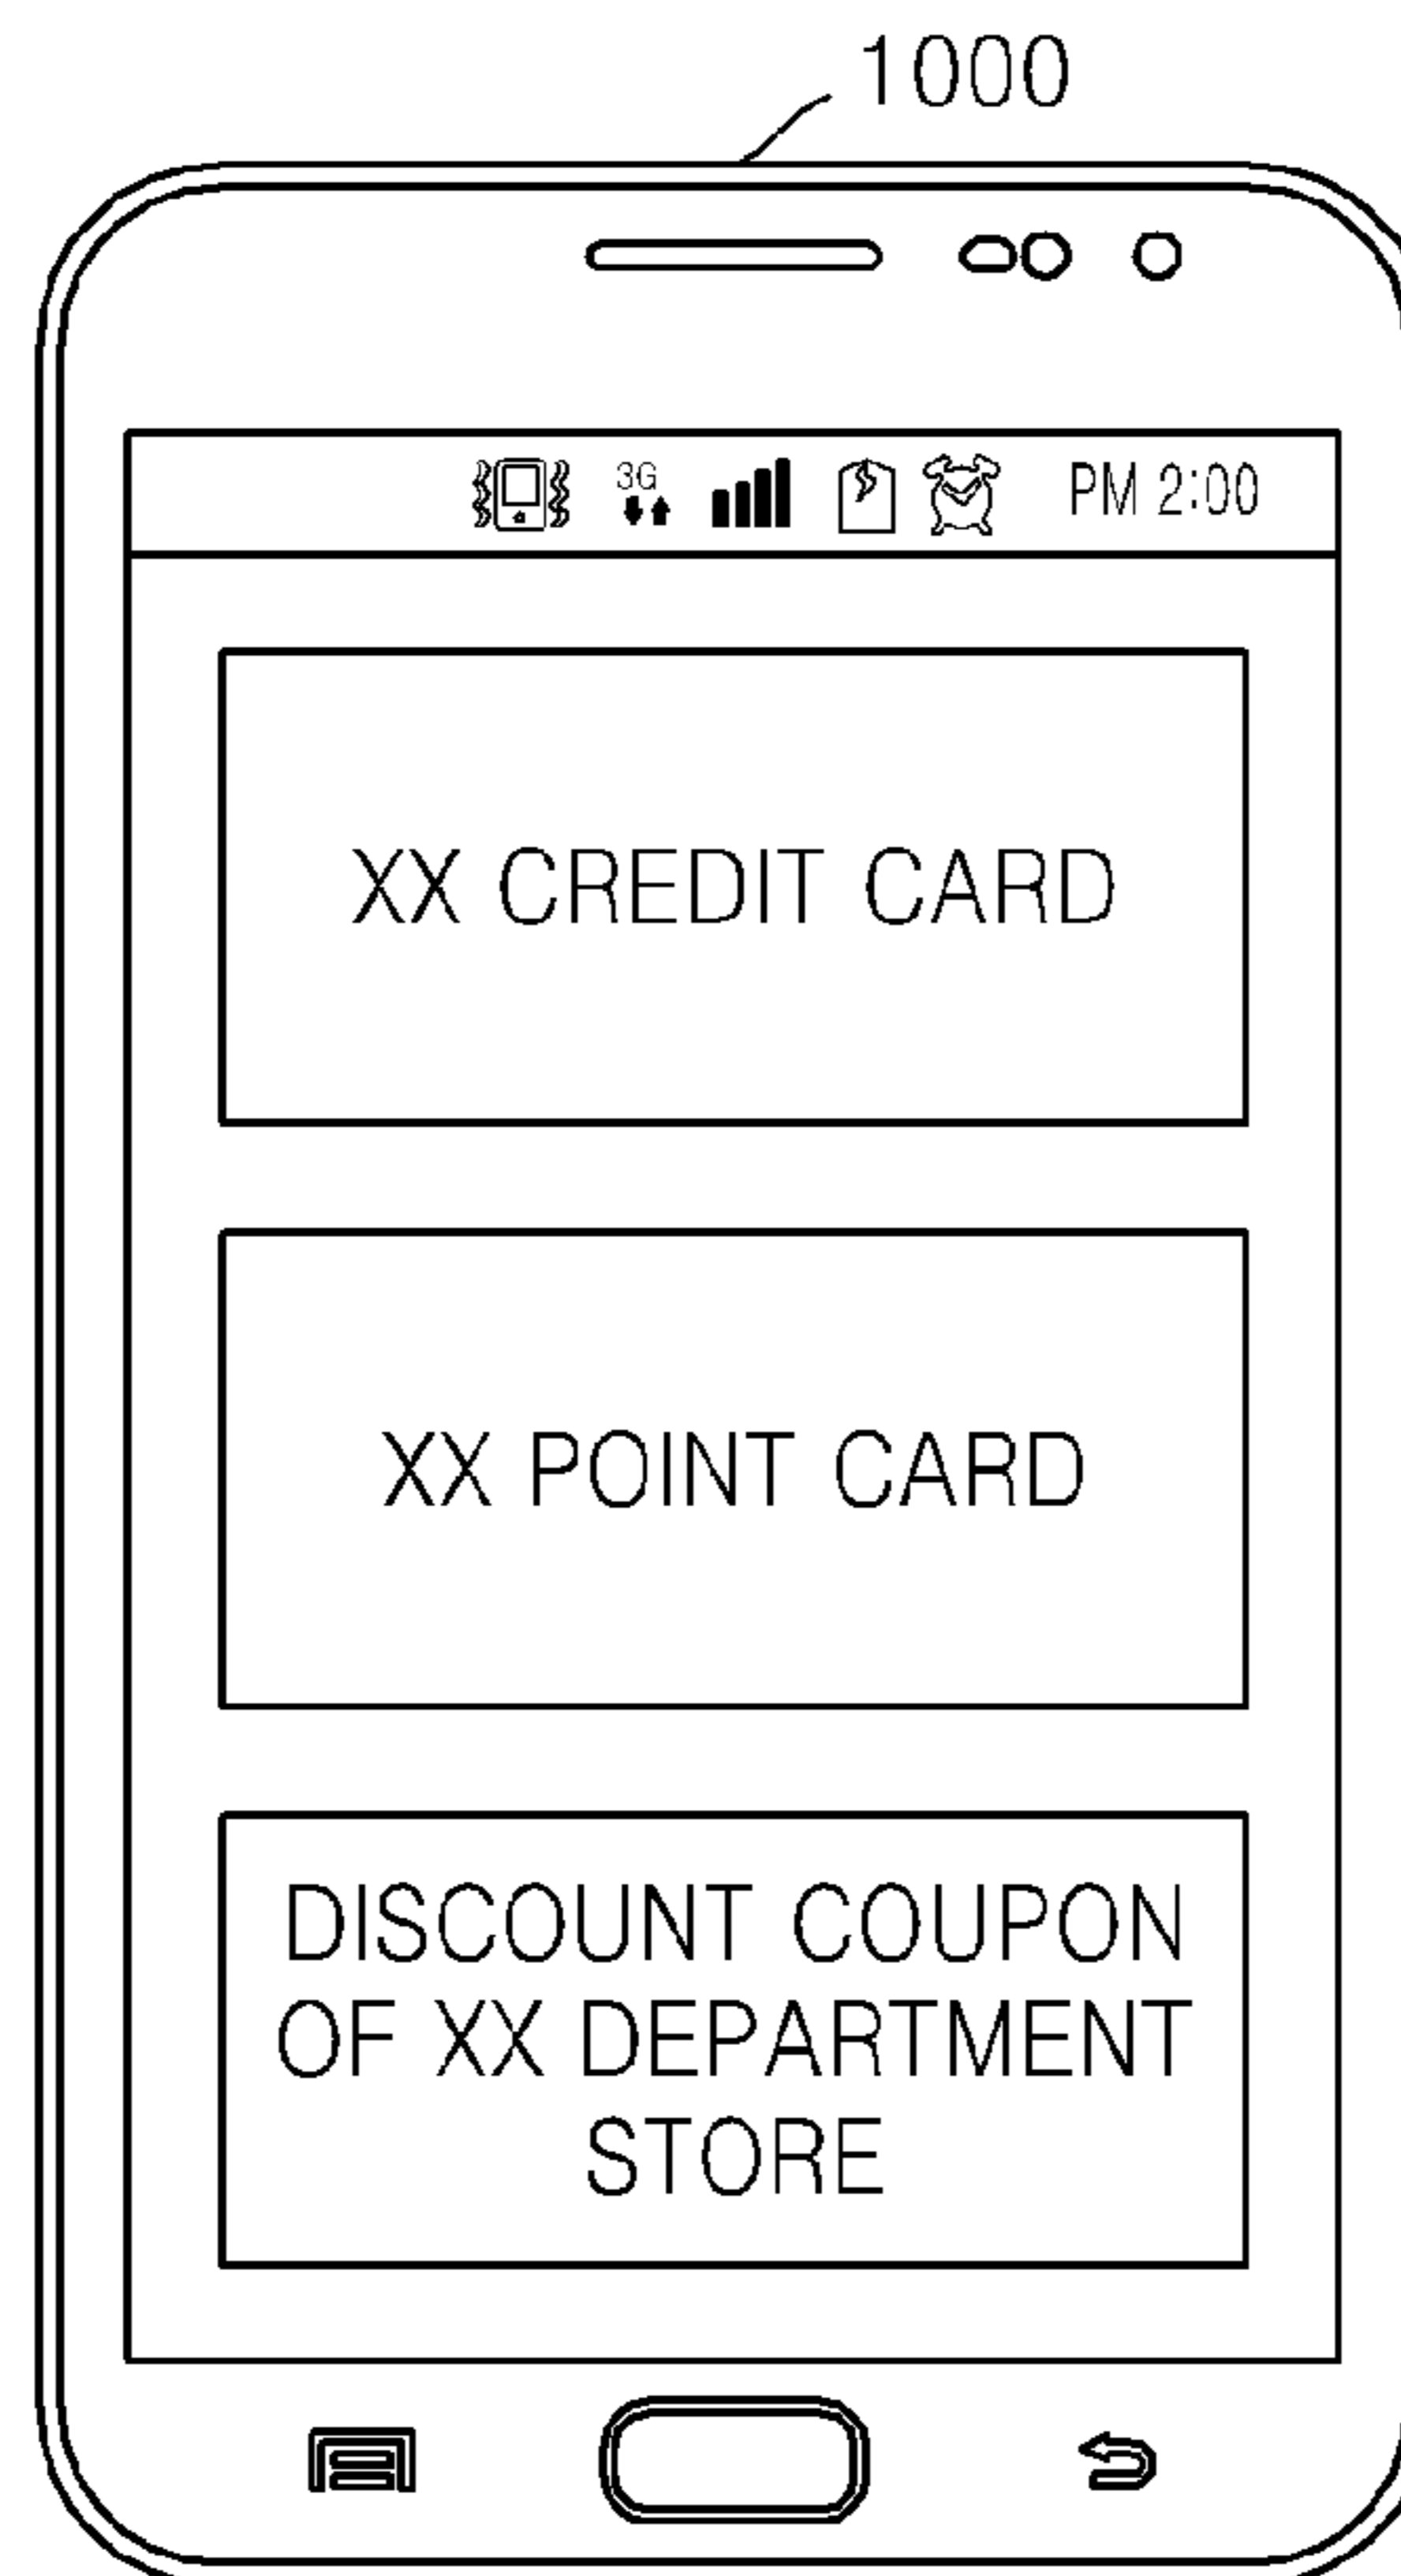 1000
3G
PM 2:00
XX CREDIT CARD
XX POINT CARD
DISCOUNT COUPON
OF XX DEPARTMENT
STORE